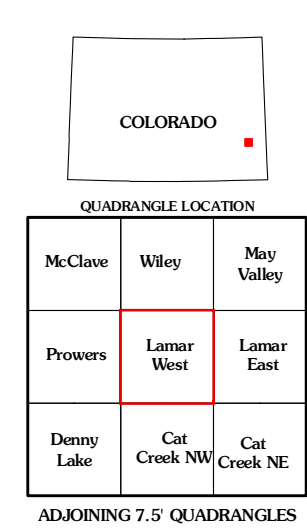 COLORADO
QUADRANGLE LOCATION
McClave
Wiley
May
Valley
Prowers
Lamar
West
Lamar
East
Denny
Lake
Cat
Creek NW
Cat
Creek NE
ADJOINING 7.5' QUADRANGLES